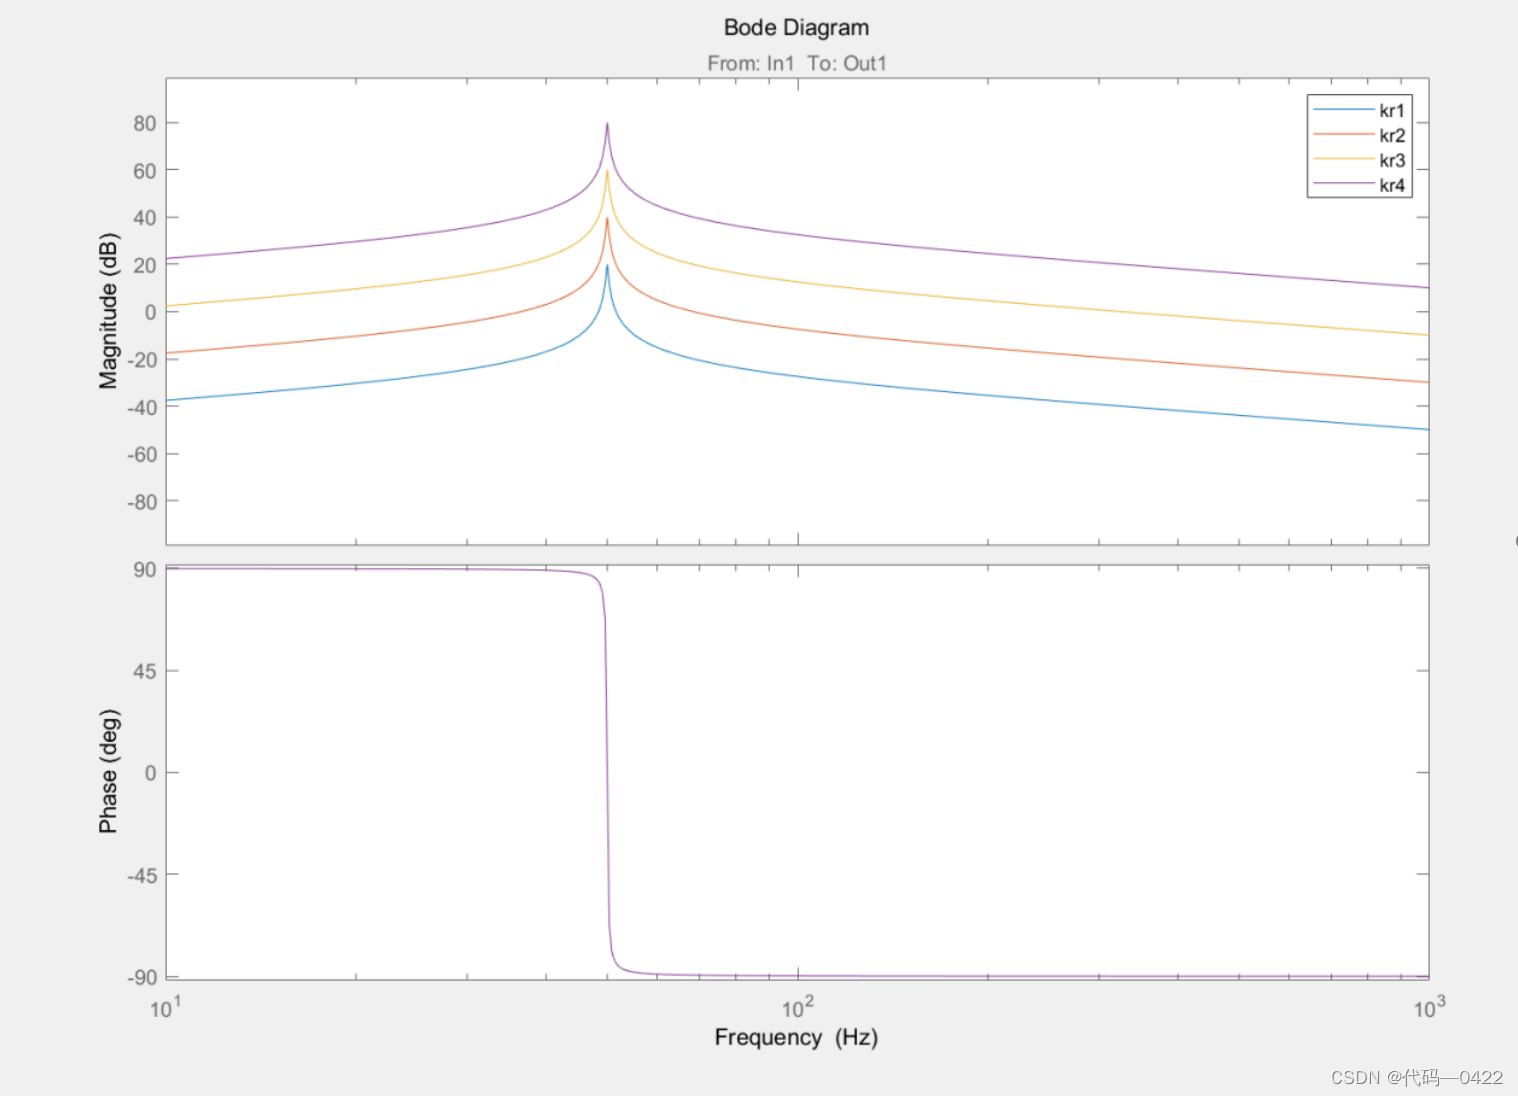 Bode Diagram
From: In1 To: Out1
kr1
kr2
kr3
kr4
Magnitude (dB)
80
60
40
20
0
-20
-40
-60
-80
Phase (deg)
90
45
0
-45
-90
10^1
10^2
10^3
Frequency (Hz)
CSDN @代码—0422